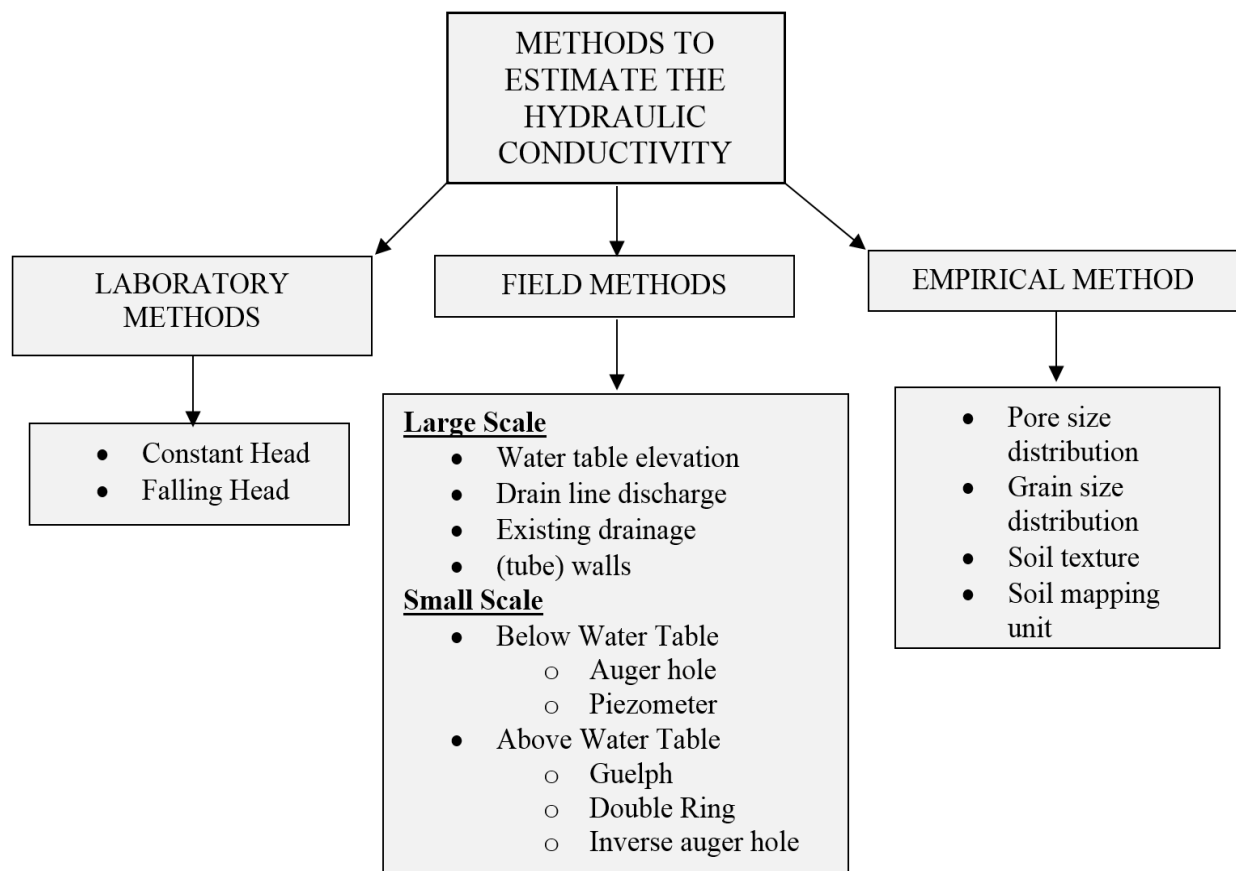 METHODS TO
ESTIMATE THE
HYDRAULIC
CONDUCTIVITY
LABORATORY
METHODS
FIELD METHODS
EMPIRICAL METHOD
• Constant Head
• Falling Head
Large Scale
• Water table elevation
• Drain line discharge
• Existing drainage
• (tube) walls
Small Scale
• Below Water Table
o Auger hole
o Piezometer
• Above Water Table
o Guelph
o Double Ring
o Inverse auger hole
• Pore size
distribution
• Grain size
distribution
• Soil texture
• Soil mapping
unit